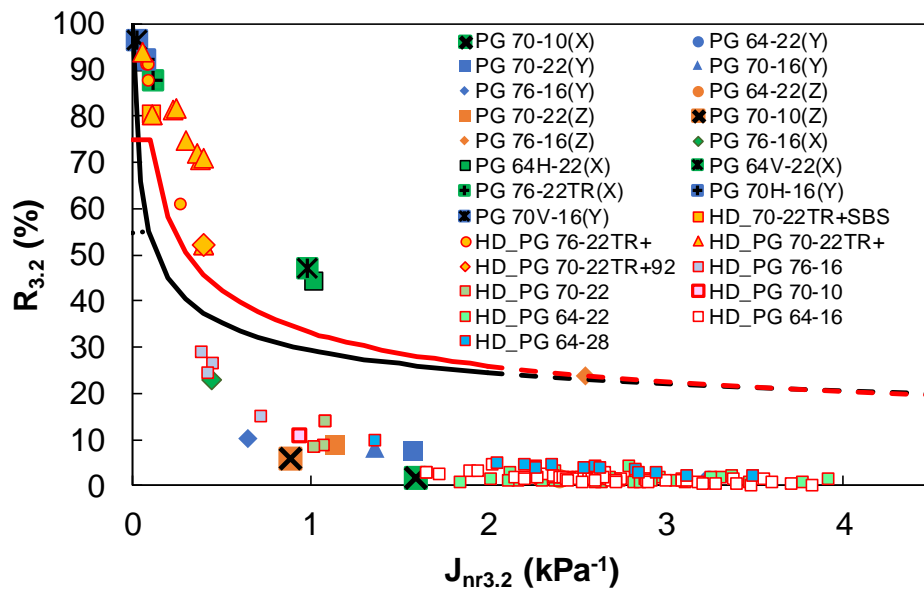 100
90
80
70
60
50
40
30
20
10
0
R3.2 (%)
PG 70-10(X) PG 64-22(Y)
PG 70-22(Y) PG 70-16(Y)
PG 76-16(Y) PG 64-22(Z)
PG 70-22(Z) PG 70-10(Z)
PG 76-16(Z) PG 76-16(X)
PG 64H-22(X) PG 64V-22(X)
PG 76-22TR(X) PG 70H-16(Y)
PG 70V-16(Y) HD_70-22TR+SBS
HD_PG 76-22TR+ HD_PG 70-22TR+
HD_PG 70-22TR+92 HD_PG 76-16
HD_PG 70-22 HD_PG 70-10
HD_PG 64-22 HD_PG 64-16
HD_PG 64-28
0 1 2 3 4
Jnr3.2 (kPa-1)